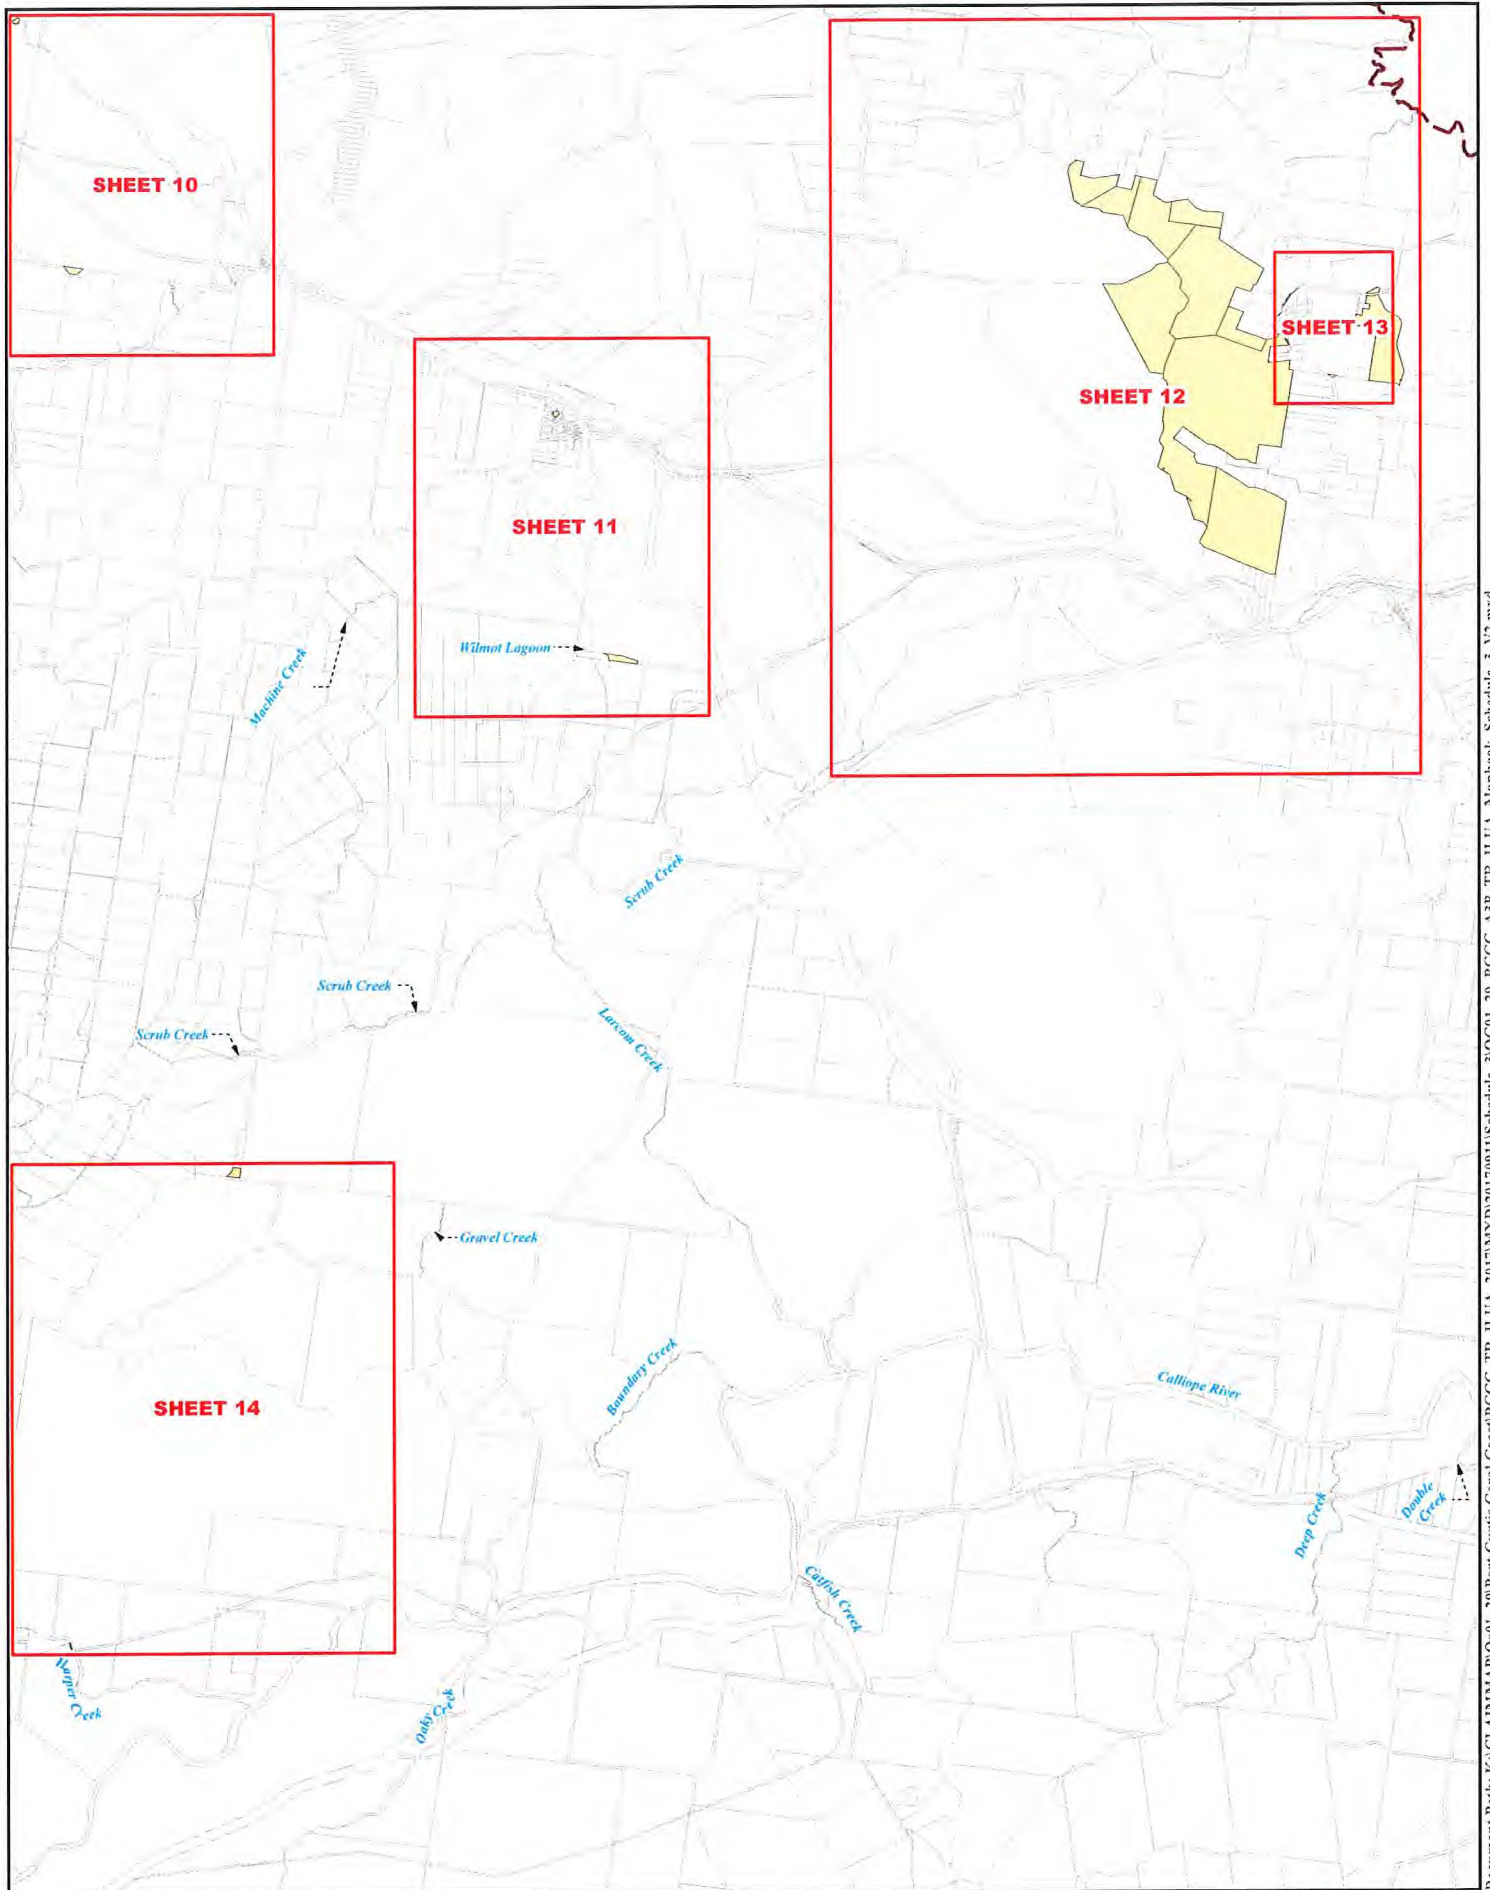 SHEET 10
SHEET 13
SHEET 12
SHEET 11
Wilmot Lagoon
Machine Creek
Scrub Creek
Scrub Creek
Scrub Creek
Larcom Creek
Gravel Creek
Boundary Creek
Calliope River
SHEET 14
Double
Creek
Deep Creek
Catfish Creek
Harper Creek
Oaky Creek